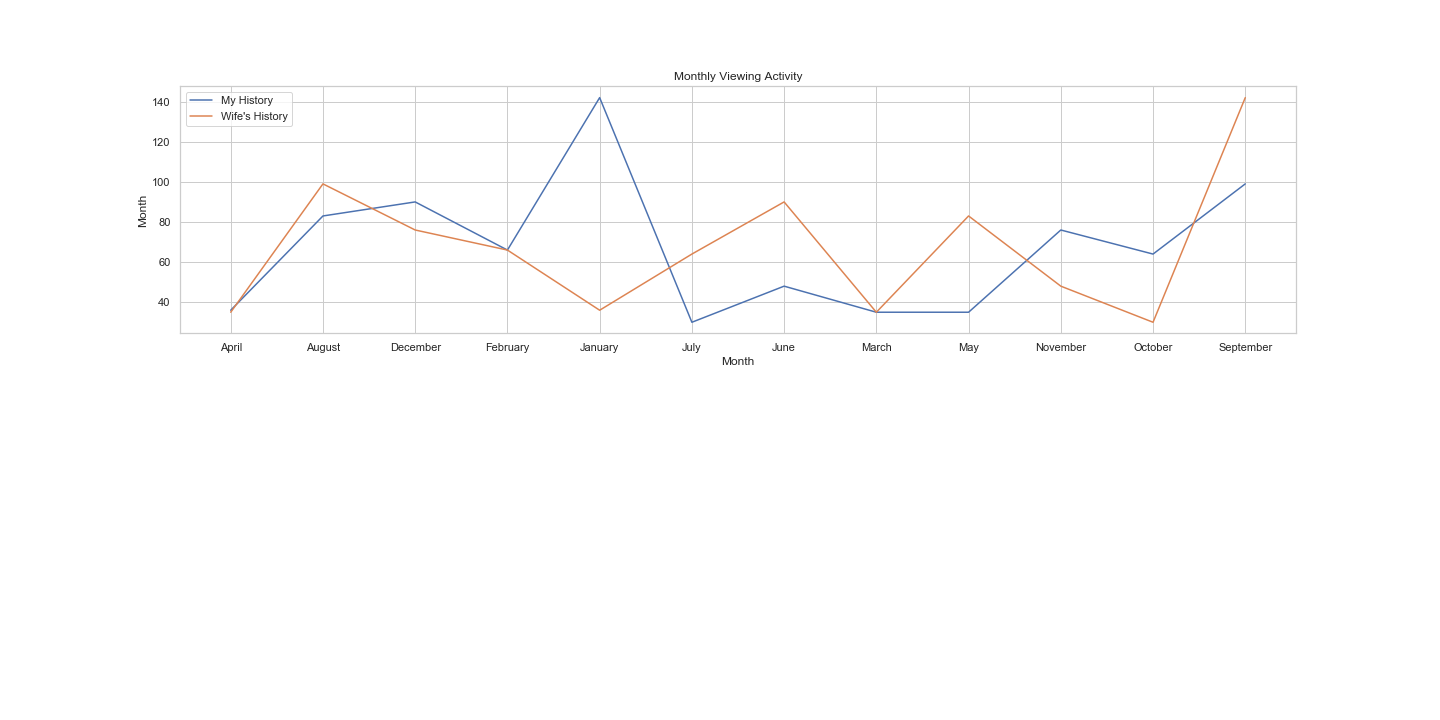 Monthly Viewing Activity
My History
Wife's History
140
120
100
80
60
40
Month
April August December February January July June March May November October September
Month